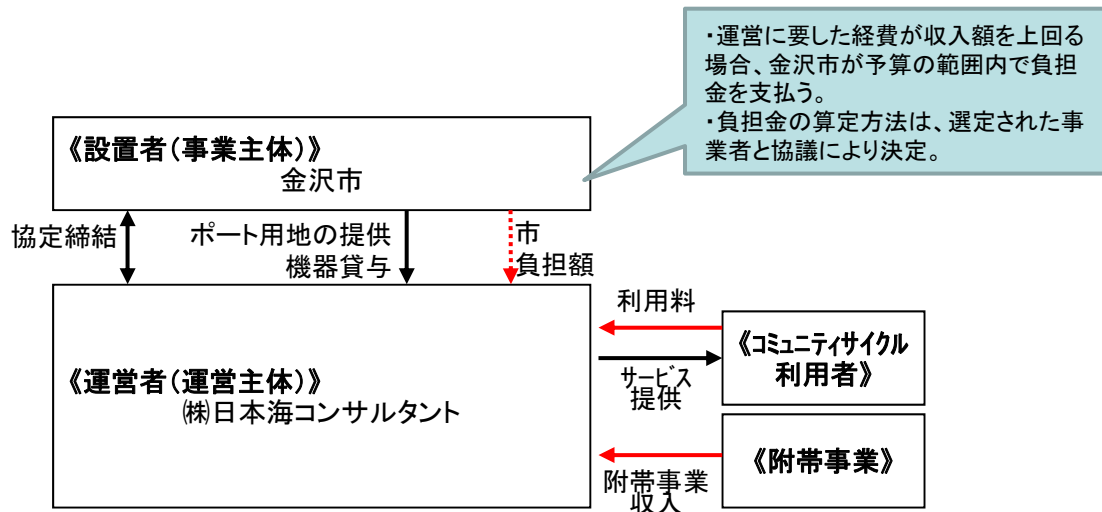 ・運営に要した経費が収入額を上回る
場合、金沢市が予算の範囲内で負担
金を支払う。
・負担金の算定方法は、選定された事
業者と協議により決定。
《設置者(事業主体)》
金沢市
協定締結
ポート用地の提供
機器貸与
市
負担額
《運営者(運営主体)》
㈱日本海コンサルタント
利用料
サービス
提供
《コミュニティサイクル
利用者》
附帯事業
収入
《附帯事業》